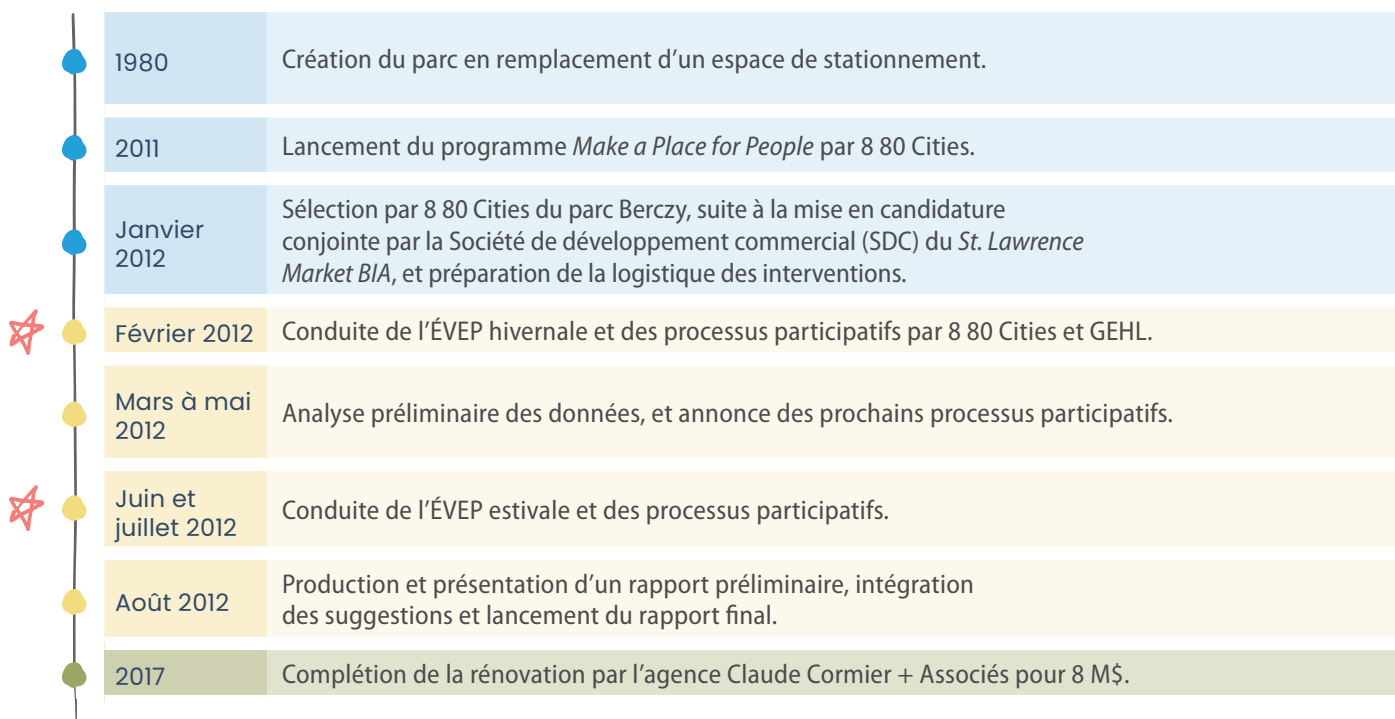 1980
Création du parc en remplacement d’un espace de stationnement.
2011
Lancement du programme Make a Place for People par 8 80 Cities.
Janvier
2012
Sélection par 8 80 Cities du parc Berczy, suite à la mise en candidature
conjointe par la Société de développement commercial (SDC) du St. Lawrence
Market BIA, et préparation de la logistique des interventions.
Février 2012
Conduite de l’ÉVEP hivernale et des processus participatifs par 8 80 Cities et GEHL.
Mars à mai
2012
Analyse préliminaire des données, et annonce des prochains processus participatifs.
Juin et
juillet 2012
Conduite de l’ÉVEP estivale et des processus participatifs.
Août 2012
Production et présentation d’un rapport préliminaire, intégration
des suggestions et lancement du rapport final.
2017
Complétion de la rénovation par l’agence Claude Cormier + Associés pour 8 M$.